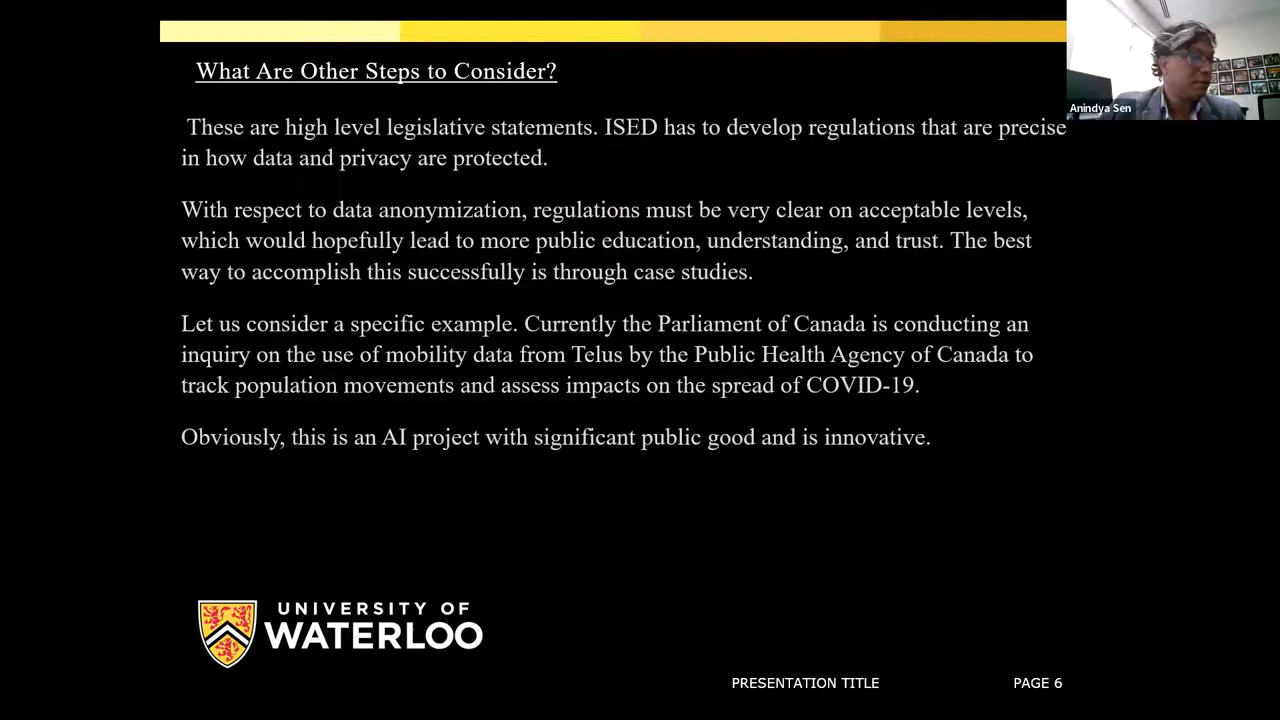 What Are Other Steps to Consider?
Anindya Sen
These are high level legislative statements. ISED has to develop regulations that are precise
in how data and privacy are protected.
With respect to data anonymization, regulations must be very clear on acceptable levels,
which would hopefully lead to more public education, understanding, and trust. The best
way to accomplish this successfully is through case studies.
Let us consider a specific example. Currently the Parliament of Canada is conducting an
inquiry on the use of mobility data from Telus by the Public Health Agency of Canada to
track population movements and assess impacts on the spread of COVID-19.
Obviously, this is an AI project with significant public good and is innovative.
UNIVERSITY OF
WATERLOO
PRESENTATION TITLE
PAGE 6